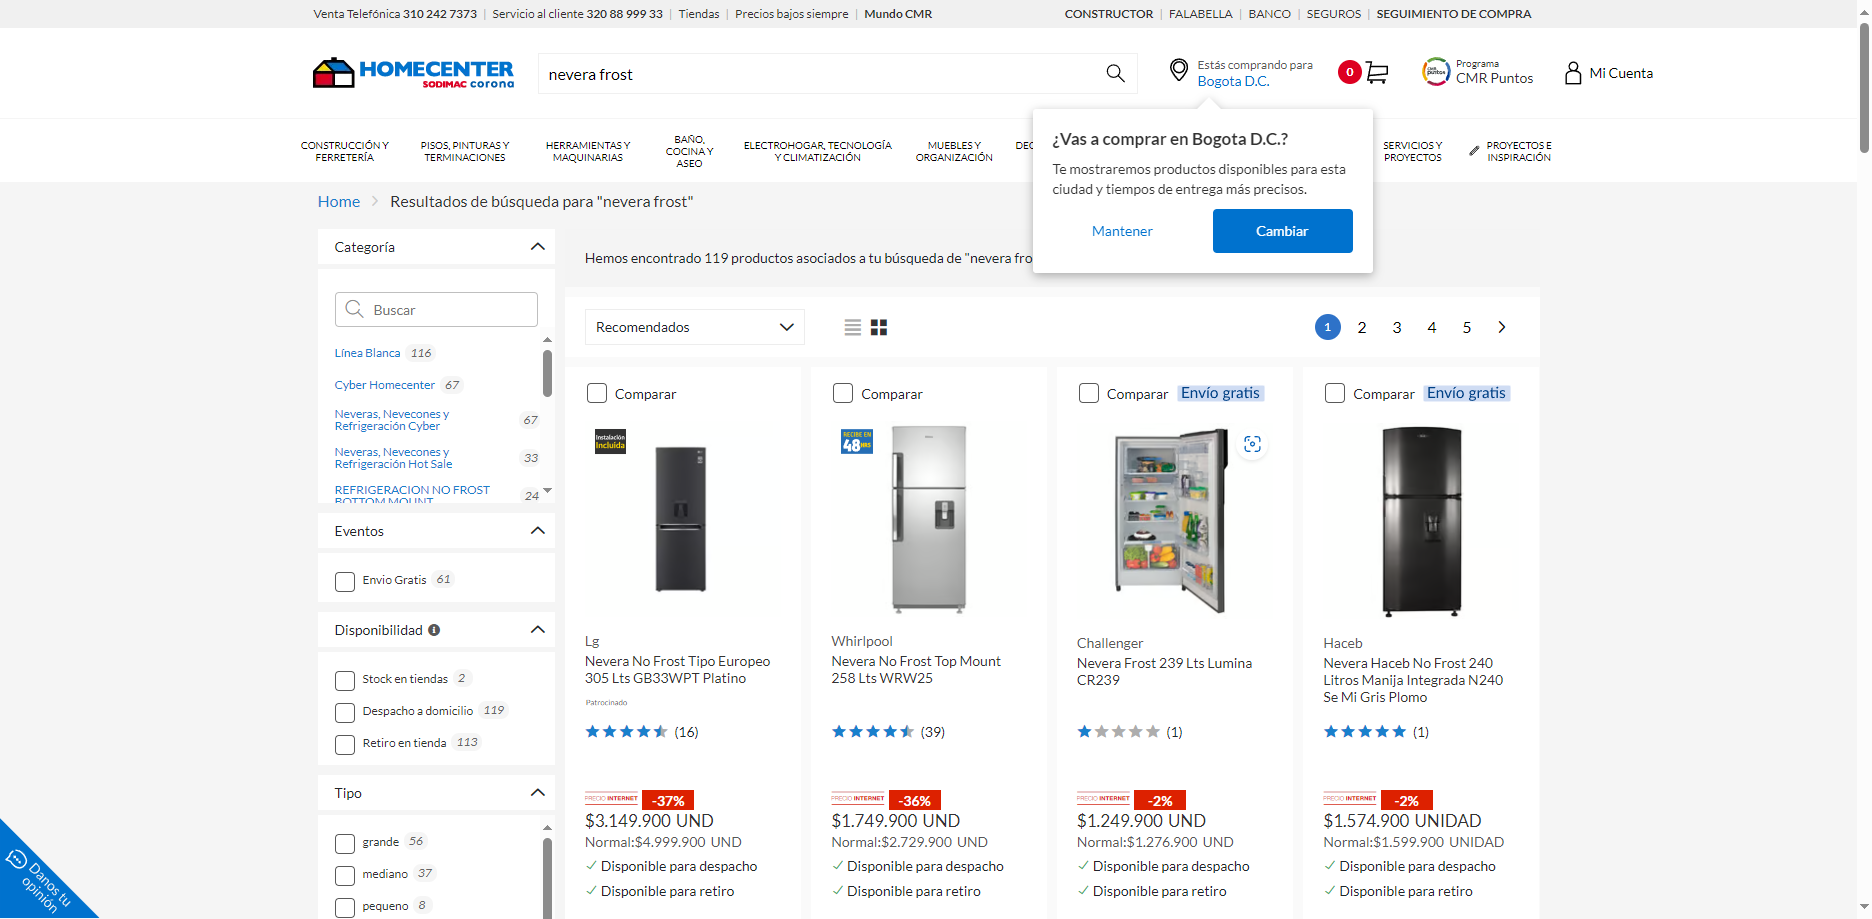 Venta Telefónica 310 242 7373 | Servicio al cliente 320 88 999 33 | Tiendas | Precios bajos siempre | Mundo CMR
CONSTRUCTOR | FALABELLA | BANCO | SEGUROS | SEGUIMIENTO DE COMPRA
HOMECENTER
SODIMAC corona
nevera frost
Estás comprando para
Bogota D.C.
0
CMR puntos
Programa
CMR Puntos
Mi Cuenta
CONSTRUCCIÓN Y
FERRETERÍA
PISOS, PINTURAS Y
TERMINACIONES
HERRAMIENTAS Y
MAQUINARIAS
BAÑO,
COCINA Y
ASEO
ELECTROHOGAR, TECNOLOGÍA
Y CLIMATIZACIÓN
MUEBLES Y
ORGANIZACIÓN
SERVICIOS Y
PROYECTOS
PROYECTOS E
INSPIRACIÓN
¿Vas a comprar en Bogota D.C.?
Te mostraremos productos disponibles para esta
ciudad y tiempos de entrega más precisos.
Mantener
Cambiar
Home > Resultados de búsqueda para "nevera frost"
Categoría
Buscar
Línea Blanca 116
Cyber Homecenter 67
Neveras, Nevecones y
Refrigeración Cyber 67
Neveras, Nevecones y
Refrigeración Hot Sale 33
REFRIGERACION NO FROST
BOTTOM MOUNT 24
Eventos
Envio Gratis 61
Disponibilidad
Stock en tiendas 2
Despacho a domicilio 119
Retiro en tienda 113
Tipo
grande 56
mediano 37
pequeno 8
Danos tu
opinión
Hemos encontrado 119 productos asociados a tu búsqueda de "nevera fro
Recomendados
1 2 3 4 5
Comparar
Instalación
Incluida
Lg
Nevera No Frost Tipo Europeo
305 Lts GB33WPT Platino
Patrocinado
(16)
PRECIO INTERNET -37%
$3.149.900 UND
Normal:$4.999.900 UND
Disponible para despacho
Disponible para retiro
Comparar
RECIBE EN
48HRS
Whirlpool
Nevera No Frost Top Mount
258 Lts WRW25
(39)
PRECIO INTERNET -36%
$1.749.900 UND
Normal:$2.729.900 UND
Disponible para despacho
Disponible para retiro
Comparar Envío gratis
Challenger
Nevera Frost 239 Lts Lumina
CR239
(1)
PRECIO INTERNET -2%
$1.249.900 UND
Normal:$1.276.900 UND
Disponible para despacho
Disponible para retiro
Comparar Envío gratis
Haceb
Nevera Haceb No Frost 240
Litros Manija Integrada N240
Se Mi Gris Plomo
(1)
PRECIO INTERNET -2%
$1.574.900 UNIDAD
Normal:$1.599.900 UNIDAD
Disponible para despacho
Disponible para retiro